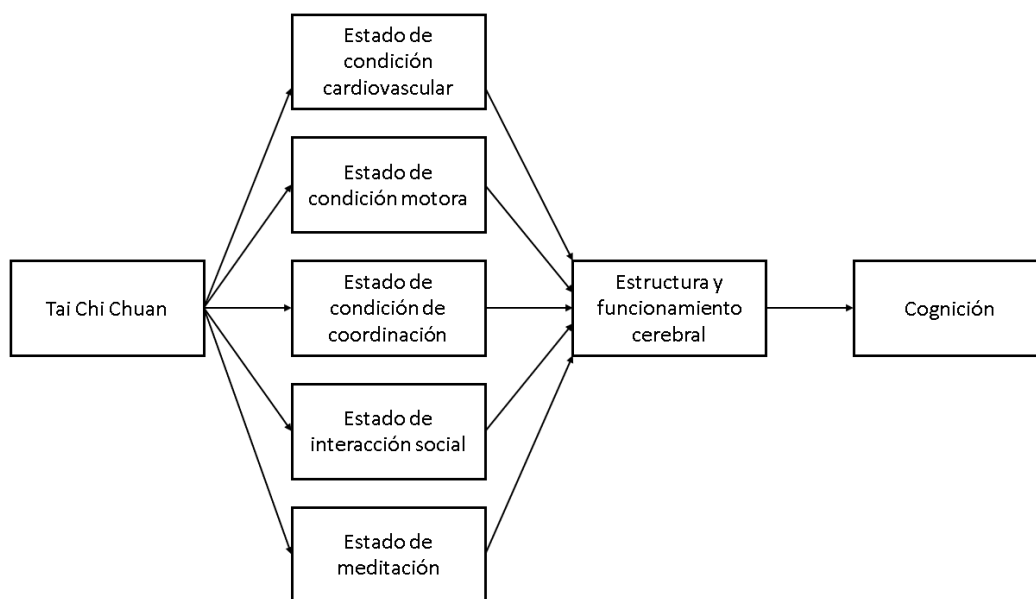 Estado de
condición
cardiovascular
Estado de
condición motora
Tai Chi Chuan
Estado de
condición de
coordinación
Estructura y
funcionamiento
cerebral
Cognición
Estado de
interacción social
Estado de
meditación